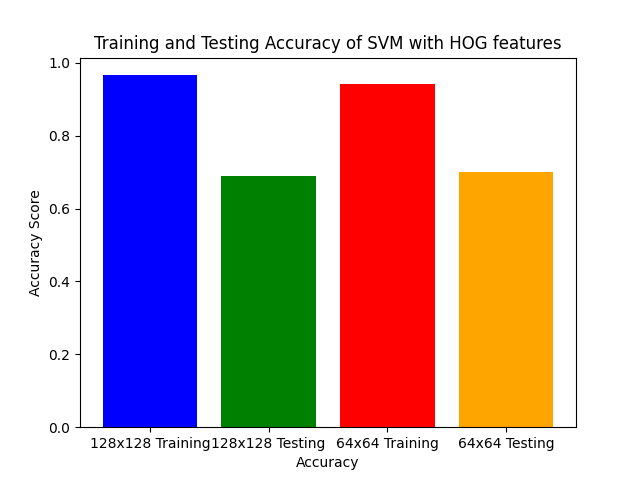 Training and Testing Accuracy of SVM with HOG features
Accuracy Score
1.0
0.8
0.6
0.4
0.2
0.0
128x128 Training 128x128 Testing 64x64 Training 64x64 Testing
Accuracy